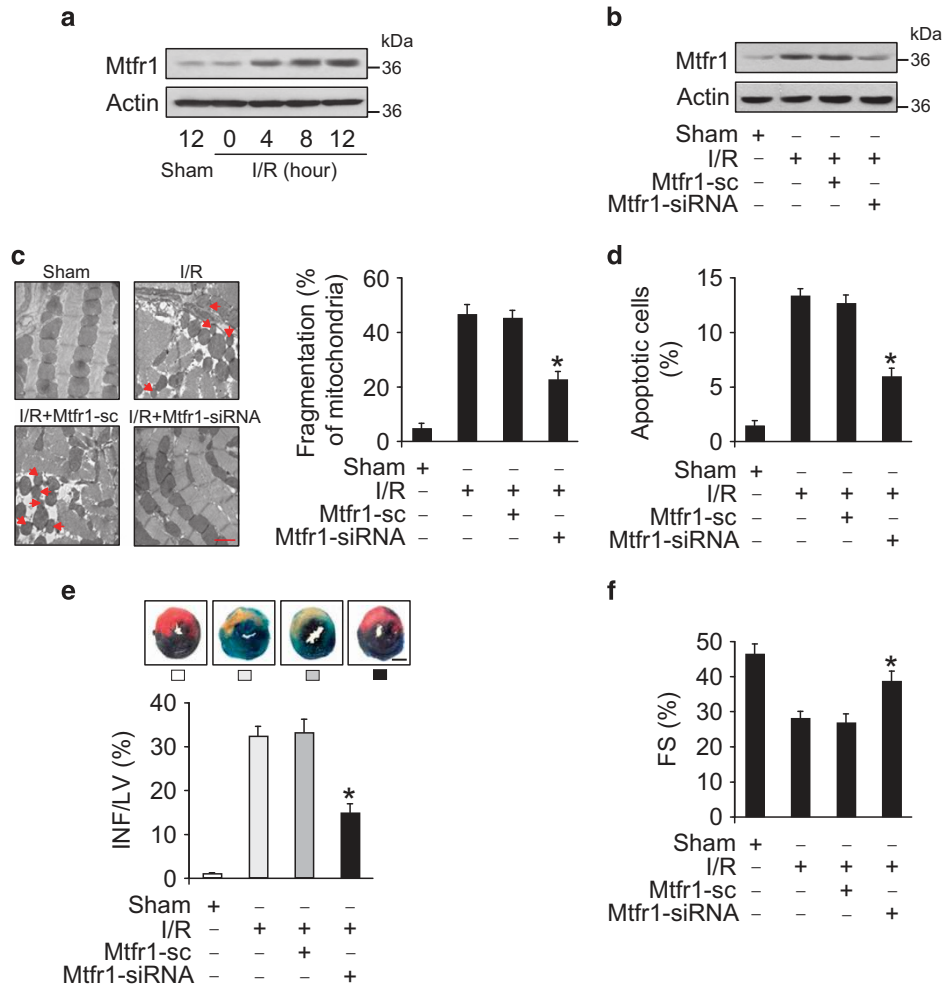 a
kDa
Mtfr1
36
Actin
36
12 0 4 8 12
Sham I/R (hour)
b
kDa
Mtfr1
36
Actin
36
Sham + – – –
I/R – + + +
Mtfr1-sc – – + –
Mtfr1-siRNA – – – +
c
Sham I/R
I/R+Mtfr1-sc I/R+Mtfr1-siRNA
Fragmentation (%
of mitochondria)
60
40
20
0
*
Sham + – – –
I/R – + + +
Mtfr1-sc – – + –
Mtfr1-siRNA – – – +
d
Apoptotic cells
(%)
15
10
5
0
*
Sham + – – –
I/R – + + +
Mtfr1-sc – – + –
Mtfr1-siRNA – – – +
e
INF/LV (%)
40
30
20
10
0
*
Sham + – – –
I/R – + + +
Mtfr1-sc – – + –
Mtfr1-siRNA – – – +
f
FS (%)
50
40
30
20
10
0
*
Sham + – – –
I/R – + + +
Mtfr1-sc – – + –
Mtfr1-siRNA – – – +